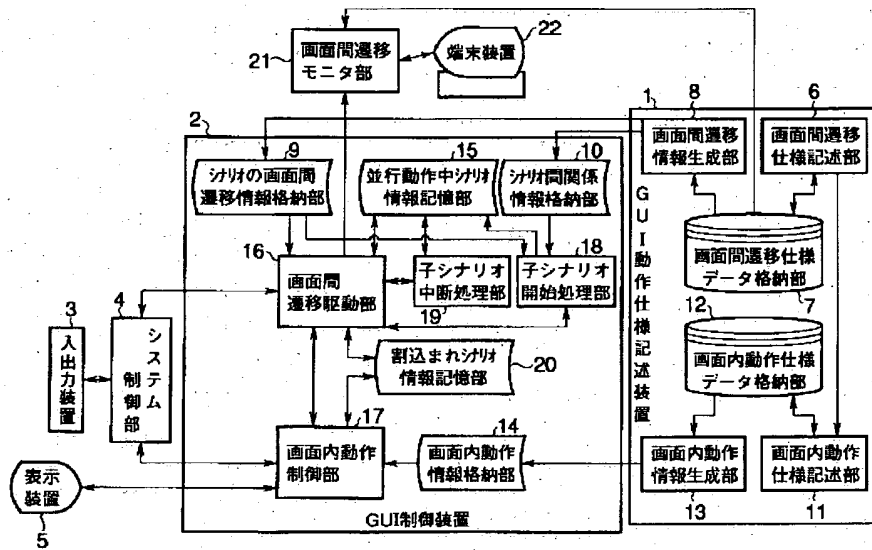 21
画面間遷移
モニタ部
端末装置
22
2
9
シナリオの画面間
遷移情報格納部
15
並行動作中シナリオ
情報記憶部
10
シナリオ間関係
情報格納部
1
8
画面間遷移
情報生成部
6
画面間遷移
仕様記述部
GUI動作仕様記述装置
画面間遷移仕様
データ格納部
7
16
画面間
遷移駆動部
子シナリオ
中断処理部
19
18
子シナリオ
開始処理部
12
画面内動作仕様
データ格納部
3
入出力装置
4
システム
制御部
割込まれシナリオ
情報記憶部
20
17
画面内動作
制御部
14
画面内動作
情報格納部
画面内動作
情報生成部
13
画面内動作
仕様記述部
11
表示
装置
5
GUI制御装置